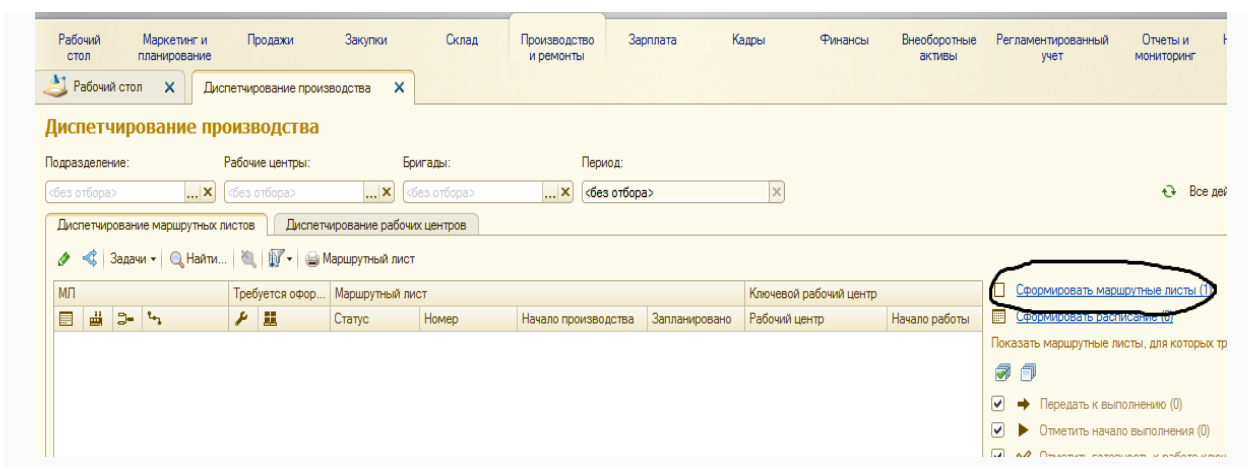 Рабочий стол
Маркетинг и планирование
Продажи
Закупки
Склад
Производство и ремонты
Зарплата
Кадры
Финансы
Внеоборотные активы
Регламентированный учет
Отчеты и мониторинг
Рабочий стол
Диспетчирование производства
Диспетчирование производства
Подразделение:
Рабочие центры:
Бригады:
Период:
<без отбора>
<без отбора>
<без отбора>
<без отбора>
Все
Диспетчирование маршрутных листов
Диспетчирование рабочих центров
Задачи
Найти...
Маршрутный лист
МП
Требуется офор...
Маршрутный лист
Ключевой рабочий центр
Статус
Номер
Начало производства
Запланировано
Рабочий центр
Начало работы
Сформировать маршрутные листы (1)
Сформировать расписание (0)
Показать маршрутные листы, для которых
Передать к выполнению (0)
Отметить начало выполнения (0)
Отметить готовность к работе